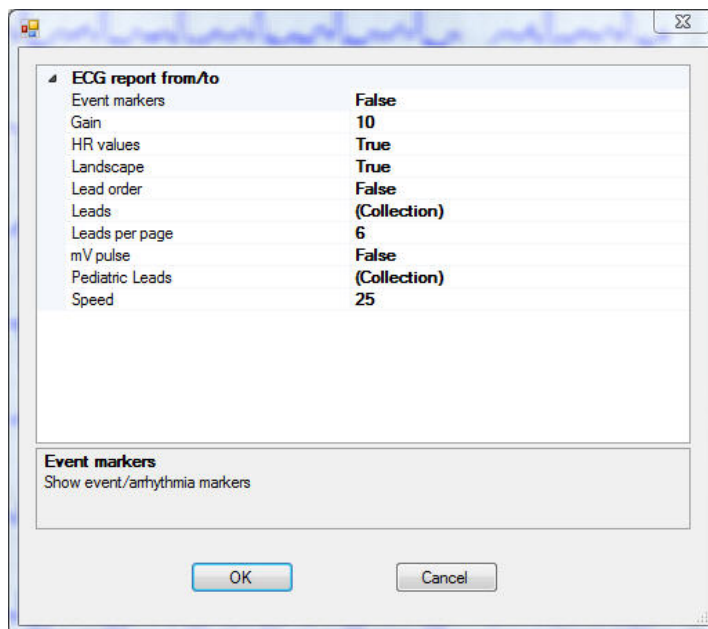 ECG report from/to
Event markers False
Gain 10
HR values True
Landscape True
Lead order False
Leads (Collection)
Leads per page 6
mV pulse False
Pediatric Leads (Collection)
Speed 25
Event markers
Show event/arrhythmia markers
OK Cancel